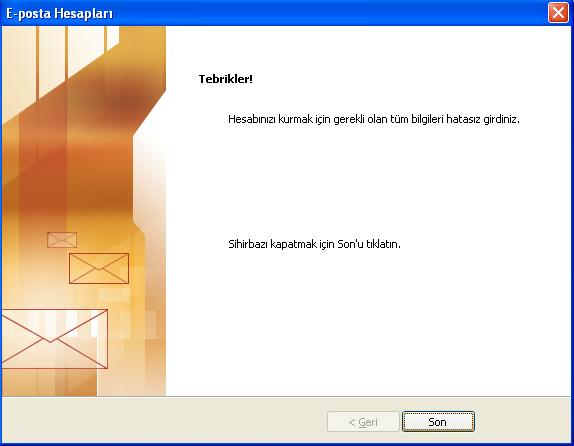 E-posta Hesapları
Tebrikler!
Hesabınızı kurmak için gerekli olan tüm bilgileri hatasız girdiniz.
Sihirbazı kapatmak için Son'u tıklatın.
< Geri
Son